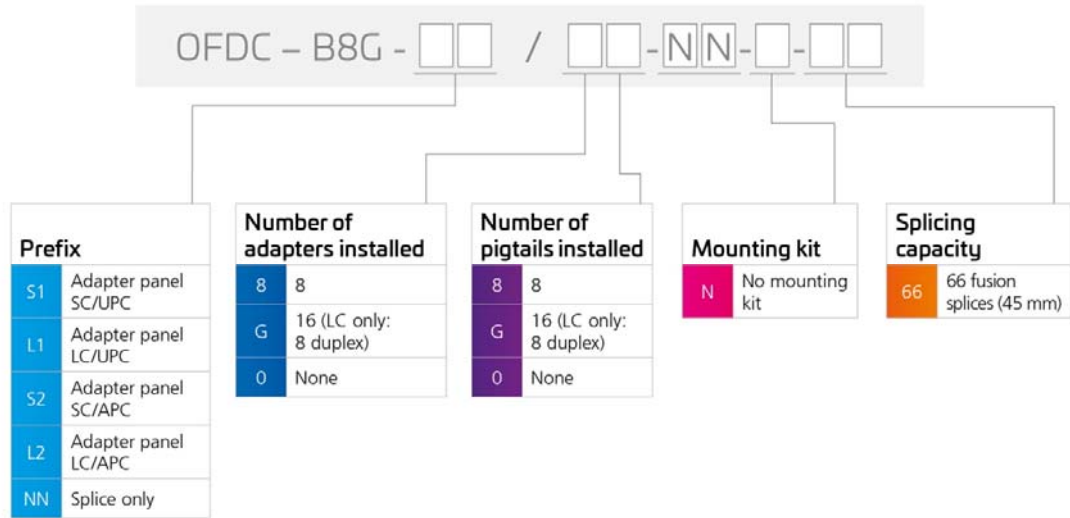 OFDC – B8G - / -NN- -
Prefix
S1 Adapter panel
SC/UPC
L1 Adapter panel
LC/UPC
S2 Adapter panel
SC/APC
L2 Adapter panel
LC/APC
NN Splice only
Number of
adapters installed
8 8
G 16 (LC only:
8 duplex)
0 None
Number of
pigtails installed
8 8
G 16 (LC only:
8 duplex)
0 None
Mounting kit
N No mounting
kit
Splicing
capacity
66 66 fusion
splices (45 mm)